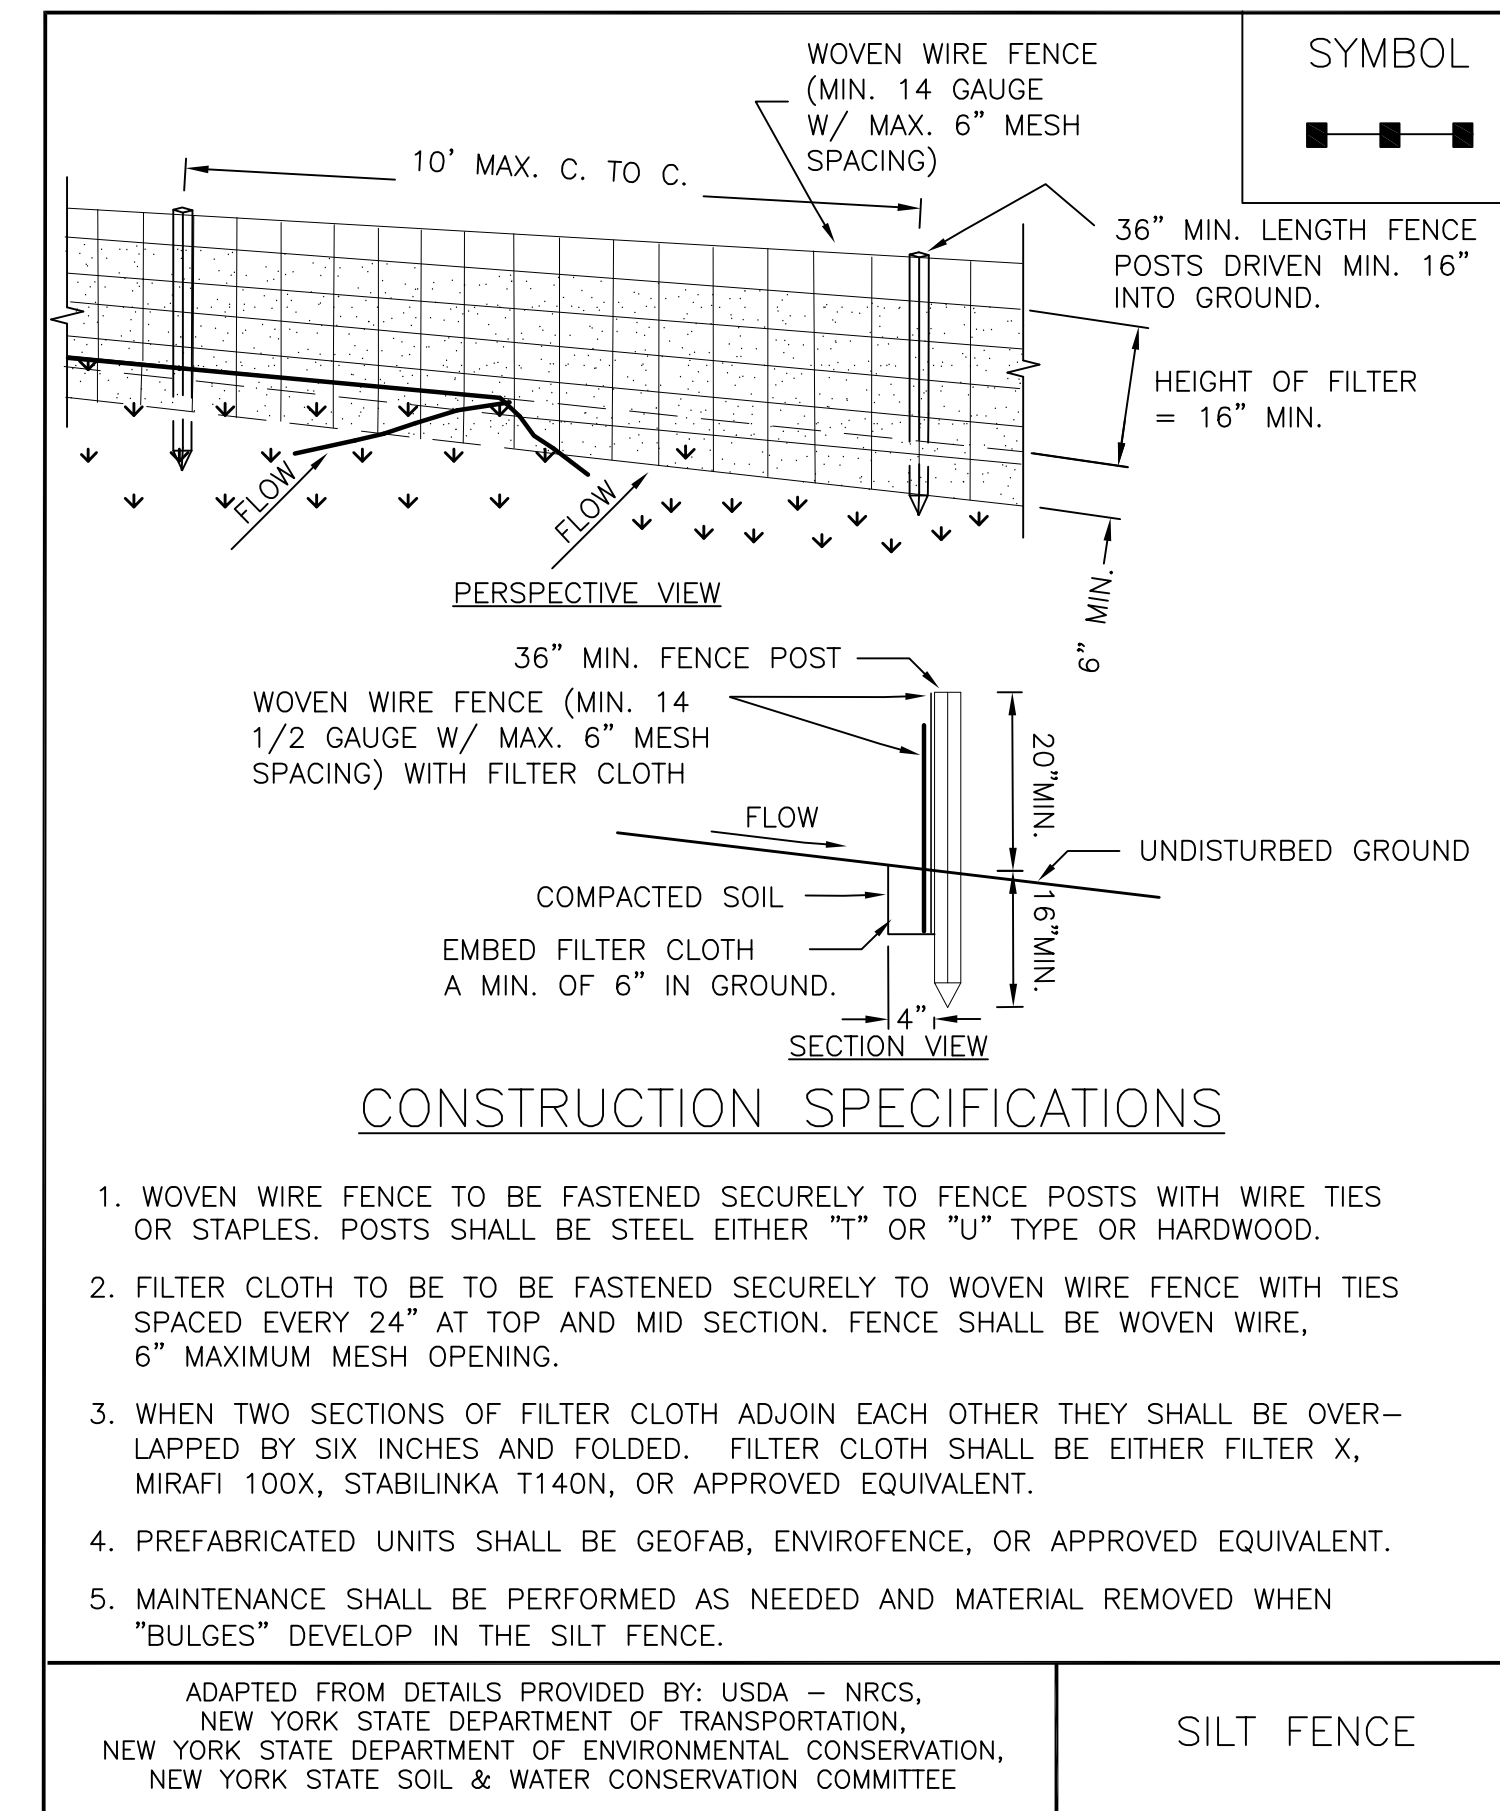 SYMBOL
WOVEN WIRE FENCE
(MIN. 14 GAUGE
W/ MAX. 6" MESH
SPACING)
10' MAX. C. TO C.
36" MIN. LENGTH FENCE
POSTS DRIVEN MIN. 16"
INTO GROUND.
HEIGHT OF FILTER
= 16" MIN.
FLOW
FLOW
6" MIN.
PERSPECTIVE VIEW
36" MIN. FENCE POST
WOVEN WIRE FENCE (MIN. 14
1/2 GAUGE W/ MAX. 6" MESH
SPACING) WITH FILTER CLOTH
20"MIN.
FLOW
UNDISTURBED GROUND
COMPACTED SOIL
16"MIN.
EMBED FILTER CLOTH
A MIN. OF 6" IN GROUND.
4"
SECTION VIEW
CONSTRUCTION SPECIFICATIONS
1. WOVEN WIRE FENCE TO BE FASTENED SECURELY TO FENCE POSTS WITH WIRE TIES
OR STAPLES. POSTS SHALL BE STEEL EITHER "T" OR "U" TYPE OR HARDWOOD.
2. FILTER CLOTH TO BE TO BE FASTENED SECURELY TO WOVEN WIRE FENCE WITH TIES
SPACED EVERY 24" AT TOP AND MID SECTION. FENCE SHALL BE WOVEN WIRE,
6" MAXIMUM MESH OPENING.
3. WHEN TWO SECTIONS OF FILTER CLOTH ADJOIN EACH OTHER THEY SHALL BE OVER-
LAPPED BY SIX INCHES AND FOLDED. FILTER CLOTH SHALL BE EITHER FILTER X,
MIRAFI 100X, STABILINKA T140N, OR APPROVED EQUIVALENT.
4. PREFABRICATED UNITS SHALL BE GEOFAB, ENVIROFENCE, OR APPROVED EQUIVALENT.
5. MAINTENANCE SHALL BE PERFORMED AS NEEDED AND MATERIAL REMOVED WHEN
"BULGES" DEVELOP IN THE SILT FENCE.
ADAPTED FROM DETAILS PROVIDED BY: USDA - NRCS,
NEW YORK STATE DEPARTMENT OF TRANSPORTATION,
NEW YORK STATE DEPARTMENT OF ENVIRONMENTAL CONSERVATION,
NEW YORK STATE SOIL & WATER CONSERVATION COMMITTEE
SILT FENCE